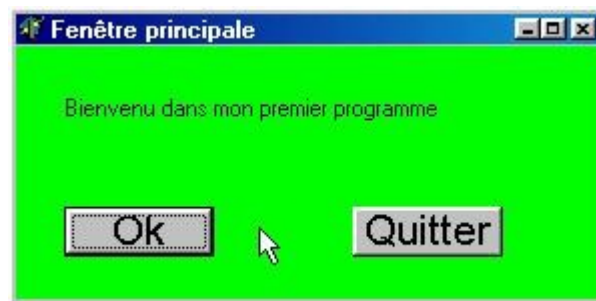 Fenêtre principale
Bienvenu dans mon premier programme
Ok
Quitter